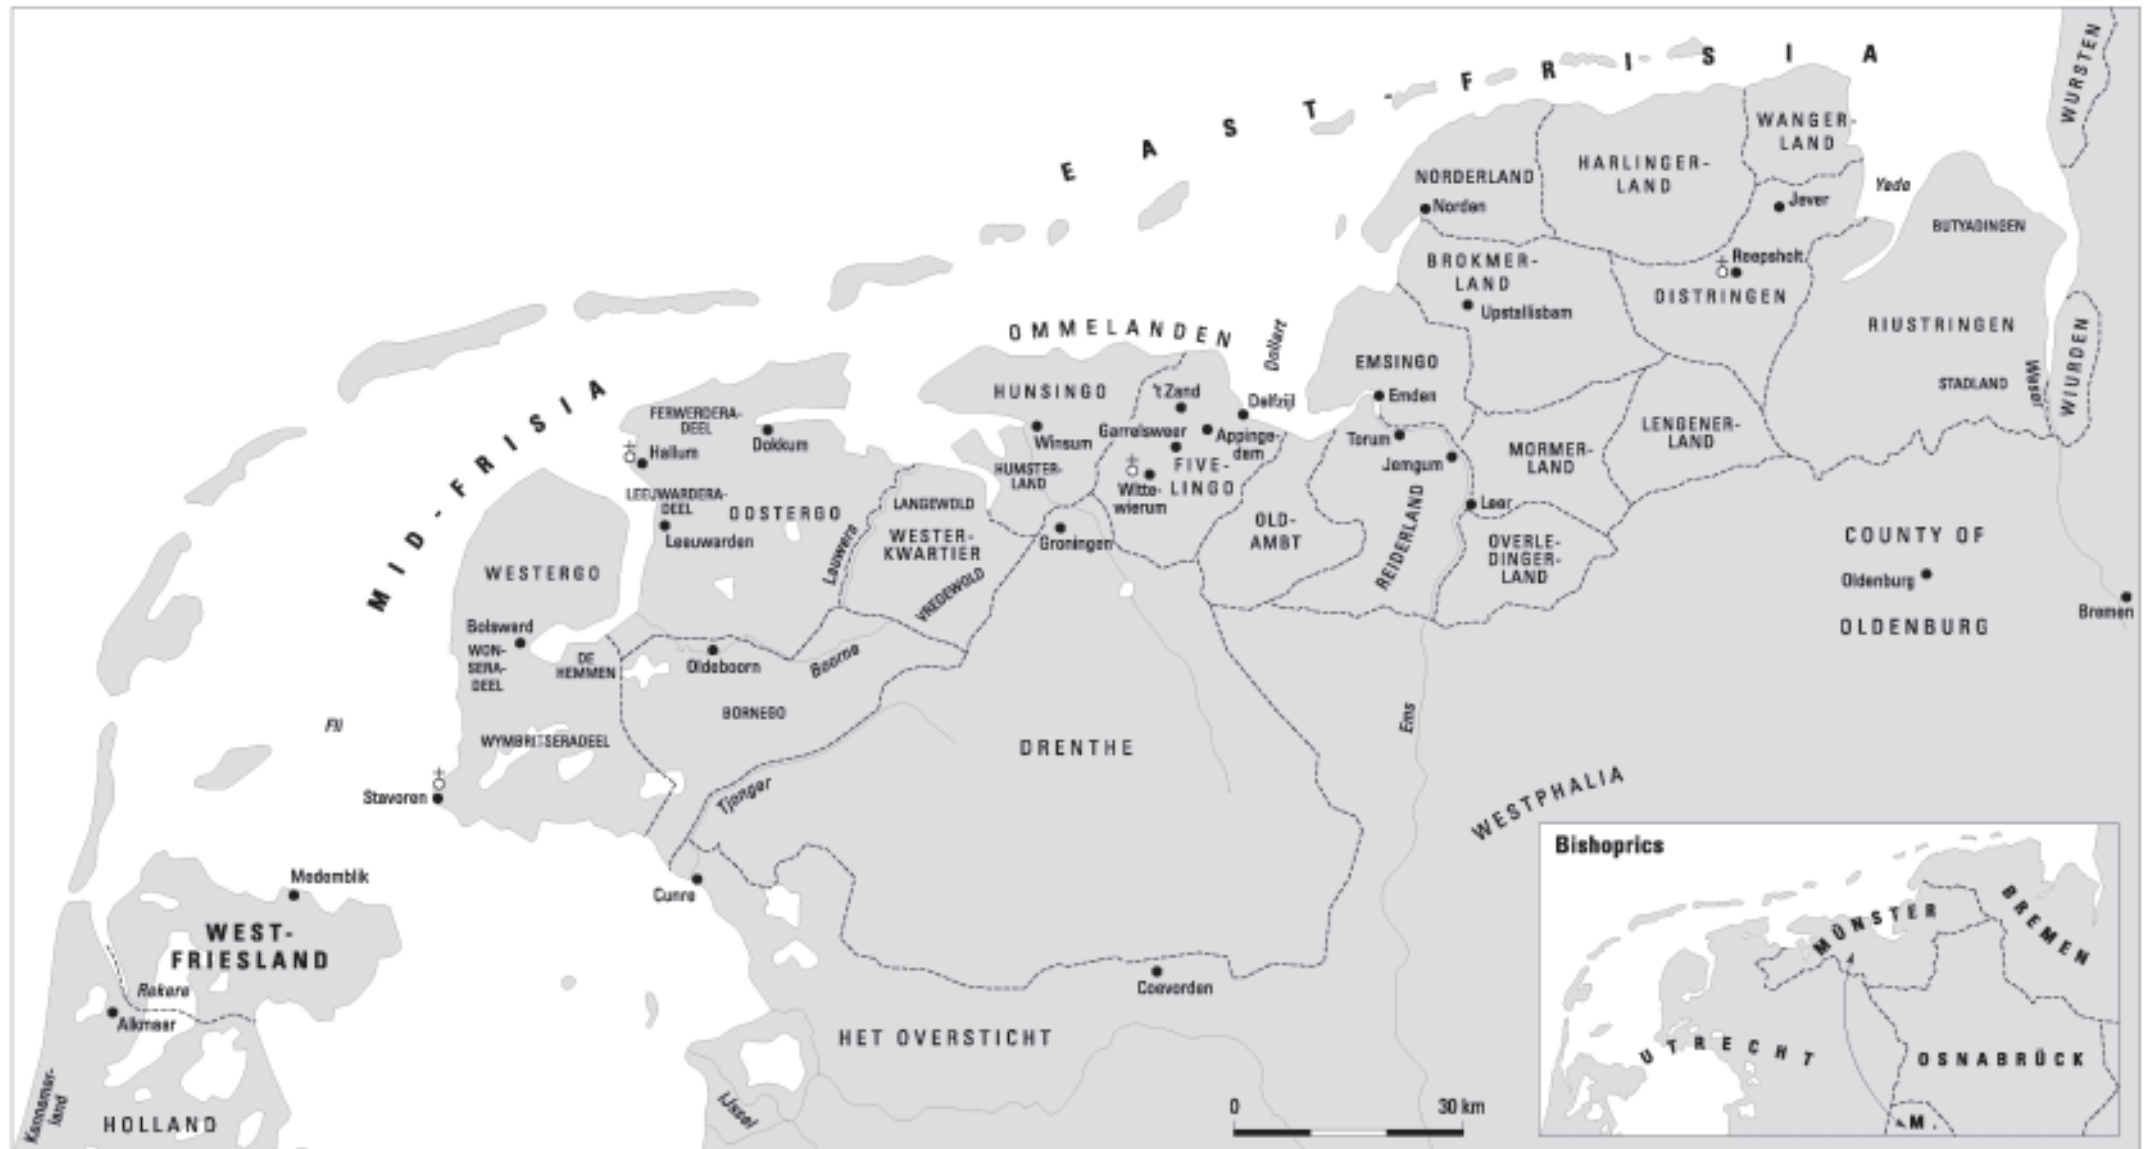 EAST-FRISIA
WURSTEN
WANGER-
LAND
HARLINGER-
LAND
NORDERLAND
Norden
Jever
Yade
BUTYADINGEN
BROKMER-
LAND
Upstallisbam
Reepsholt
OISTRINGEN
RIUSTRINGEN
STADLAND
Weser
WIURDEN
OMMELANDEN
Dollart
EMSINGO
Emden
HUNSINGO
't Zand
Delfzijl
Winsum
Garrelsweer
Appinge-
dam
Torum
Jemgum
MORMER-
LAND
LENGENER-
LAND
MID-FRISIA
FERWERDERA-
DEEL
Dokkum
Hallum
LEEUWARDERA-
DEEL
OOSTERGO
Leeuwarden
HUMSTER-
LAND
FIVE-
LINGO
Witte-
wierum
LANGEWOLD
WESTER-
KWARTIER
Lauwers
VREDEWOLD
Groningen
OLD-
AMBT
REIDERLAND
Leer
OVERLE-
DINGER-
LAND
COUNTY OF
Oldenburg
OLDENBURG
Bremen
WESTERGO
Bolsward
WON-
SERA-
DEEL
DE
HEMMEN
Oldeboorn
Boorne
BORNEGO
WYMBRITSERADEEL
Fli
Ems
DRENTHE
Tjonger
Stavoren
WESTPHALIA
Cunre
Medemblik
WEST-
FRIESLAND
Rekere
Alkmaar
Coevorden
HET OVERSTICHT
IJssel
Kennemer-
land
HOLLAND
0 30 km
Bishoprics
MÜNSTER
BREMEN
UTRECHT
OSNABRÜCK
M.